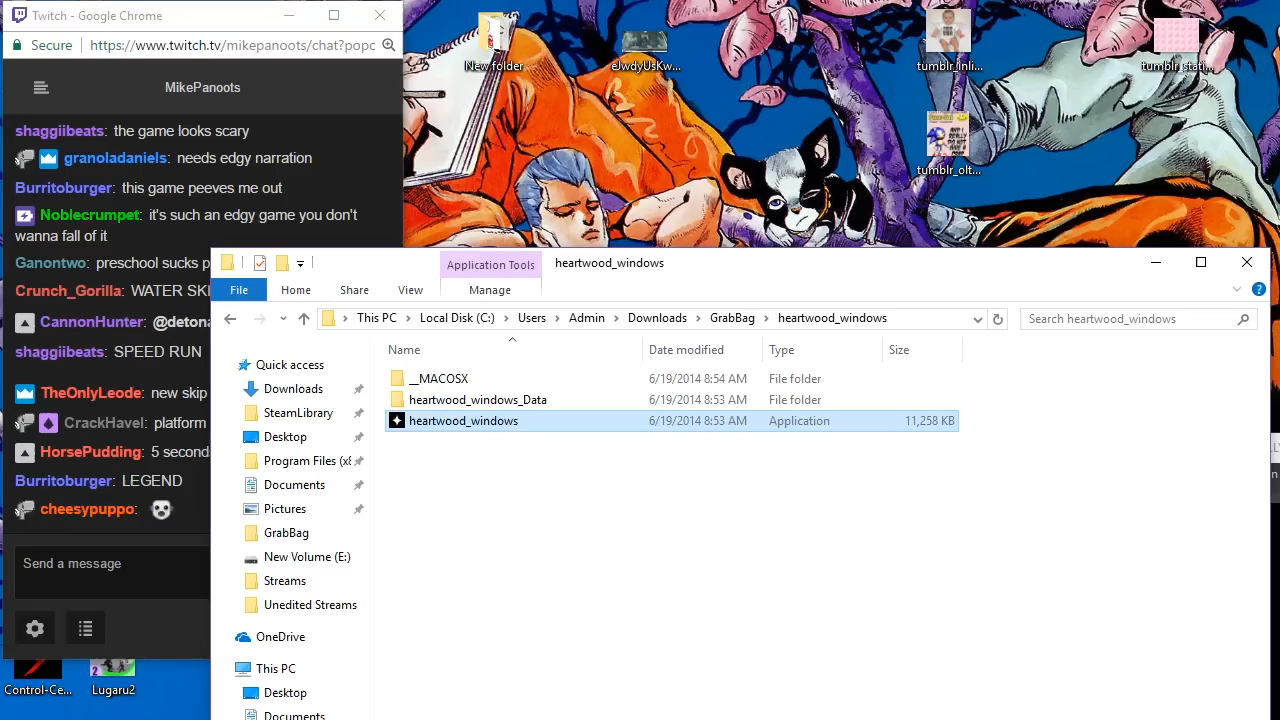 Twitch - Google Chrome
Secure
https://www.twitch.tv/mikepanoots/chat?popc
MikePanoots
shaggiibeats: the game looks scary
granoladaniels: needs edgy narration
Burritoburger: this game peeves me out
Noblecrumpet: it's such an edgy game you don't
wanna fall of it
Ganontwo: preschool sucks p
Crunch_Gorilla: WATER SKI
CannonHunter: @detona
shaggiibeats: SPEED RUN
TheOnlyLeode: new skip
CrackHavel: platform
HorsePudding: 5 second
Burritoburger: LEGEND
cheesypuppo:
Send a message
Control-Ce...
2
Lugaru2
New folder
eJwdyUsKw...
tumblr_inli...
tumblr_stati...
AND I
REALLY
DO NOT
tumblr_olt...
Application Tools
heartwood_windows
File
Home
Share
View
Manage
This PC
Local Disk (C:)
Users
Admin
Downloads
GrabBag
heartwood_windows
Search heartwood_windows
Name
Date modified
Type
Size
__MACOSX
6/19/2014 8:54 AM
File folder
heartwood_windows_Data
6/19/2014 8:53 AM
File folder
heartwood_windows
6/19/2014 8:53 AM
Application
11,258 KB
Quick access
Downloads
SteamLibrary
Desktop
Program Files (x8
Documents
Pictures
GrabBag
New Volume (E:)
Streams
Unedited Streams
OneDrive
This PC
Desktop
Documents